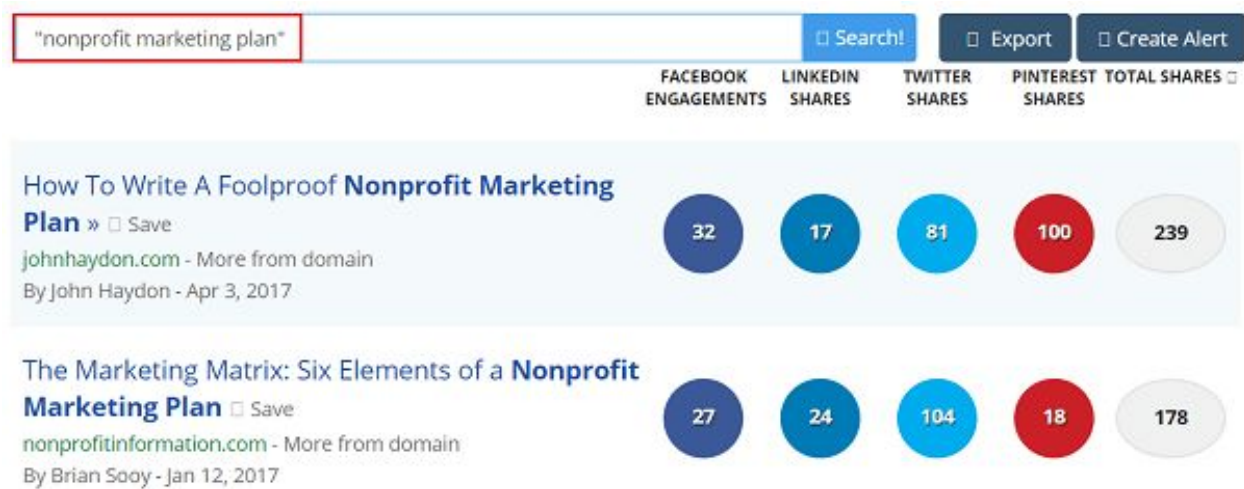 "nonprofit marketing plan" Search! Export Create Alert
FACEBOOK ENGAGEMENTS
LINKEDIN SHARES
TWITTER SHARES
PINTEREST SHARES
TOTAL SHARES
How To Write A Foolproof Nonprofit Marketing
Plan » Save
johnhaydon.com - More from domain
By John Haydon - Apr 3, 2017
32 17 81 100 239
The Marketing Matrix: Six Elements of a Nonprofit
Marketing Plan Save
nonprofitinformation.com - More from domain
By Brian Sooy - Jan 12, 2017
27 24 104 18 178